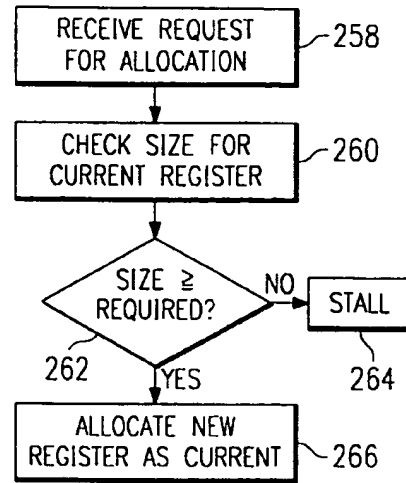 RECEIVE REQUEST
FOR ALLOCATION
258
CHECK SIZE FOR
CURRENT REGISTER
260
SIZE ≧
REQUIRED?
NO
STALL
262
YES
264
ALLOCATE NEW
REGISTER AS CURRENT
266